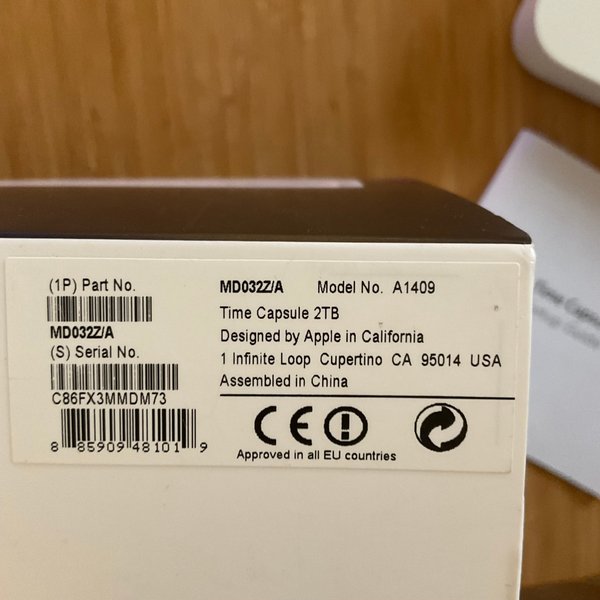 (1P) Part No.
MD032Z/A
(S) Serial No.
C86FX3MMDM73
8 85909 48101 9
MD032Z/A Model No. A1409
Time Capsule 2TB
Designed by Apple in California
1 Infinite Loop Cupertino CA 95014 USA
Assembled in China
CE
Approved in all EU countries
Time Caps